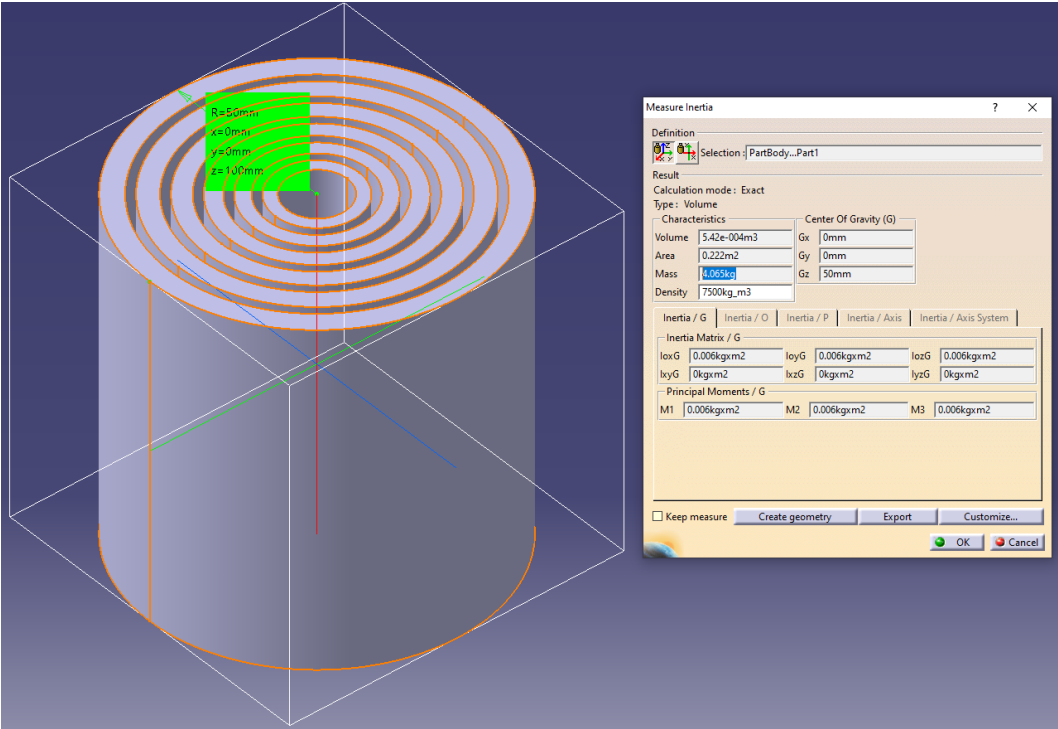 R=50mm
x=0mm
y=0mm
z=100mm
Measure Inertia ? ×
Definition
Selection : PartBody...Part1
Result
Calculation mode : Exact
Type : Volume
Characteristics
Volume 5.42e-004m3
Area 0.222m2
Mass 4.065kg
Density 7500kg_m3
Center Of Gravity (G)
Gx 0mm
Gy 0mm
Gz 50mm
Inertia / G Inertia / O Inertia / P Inertia / Axis Inertia / Axis System
Inertia Matrix / G
IoxG 0.006kgxm2 IoyG 0.006kgxm2 IozG 0.006kgxm2
IxyG 0kgxm2 IxzG 0kgxm2 IyzG 0kgxm2
Principal Moments / G
M1 0.006kgxm2 M2 0.006kgxm2 M3 0.006kgxm2
Keep measure Create geometry Export Customize...
OK Cancel